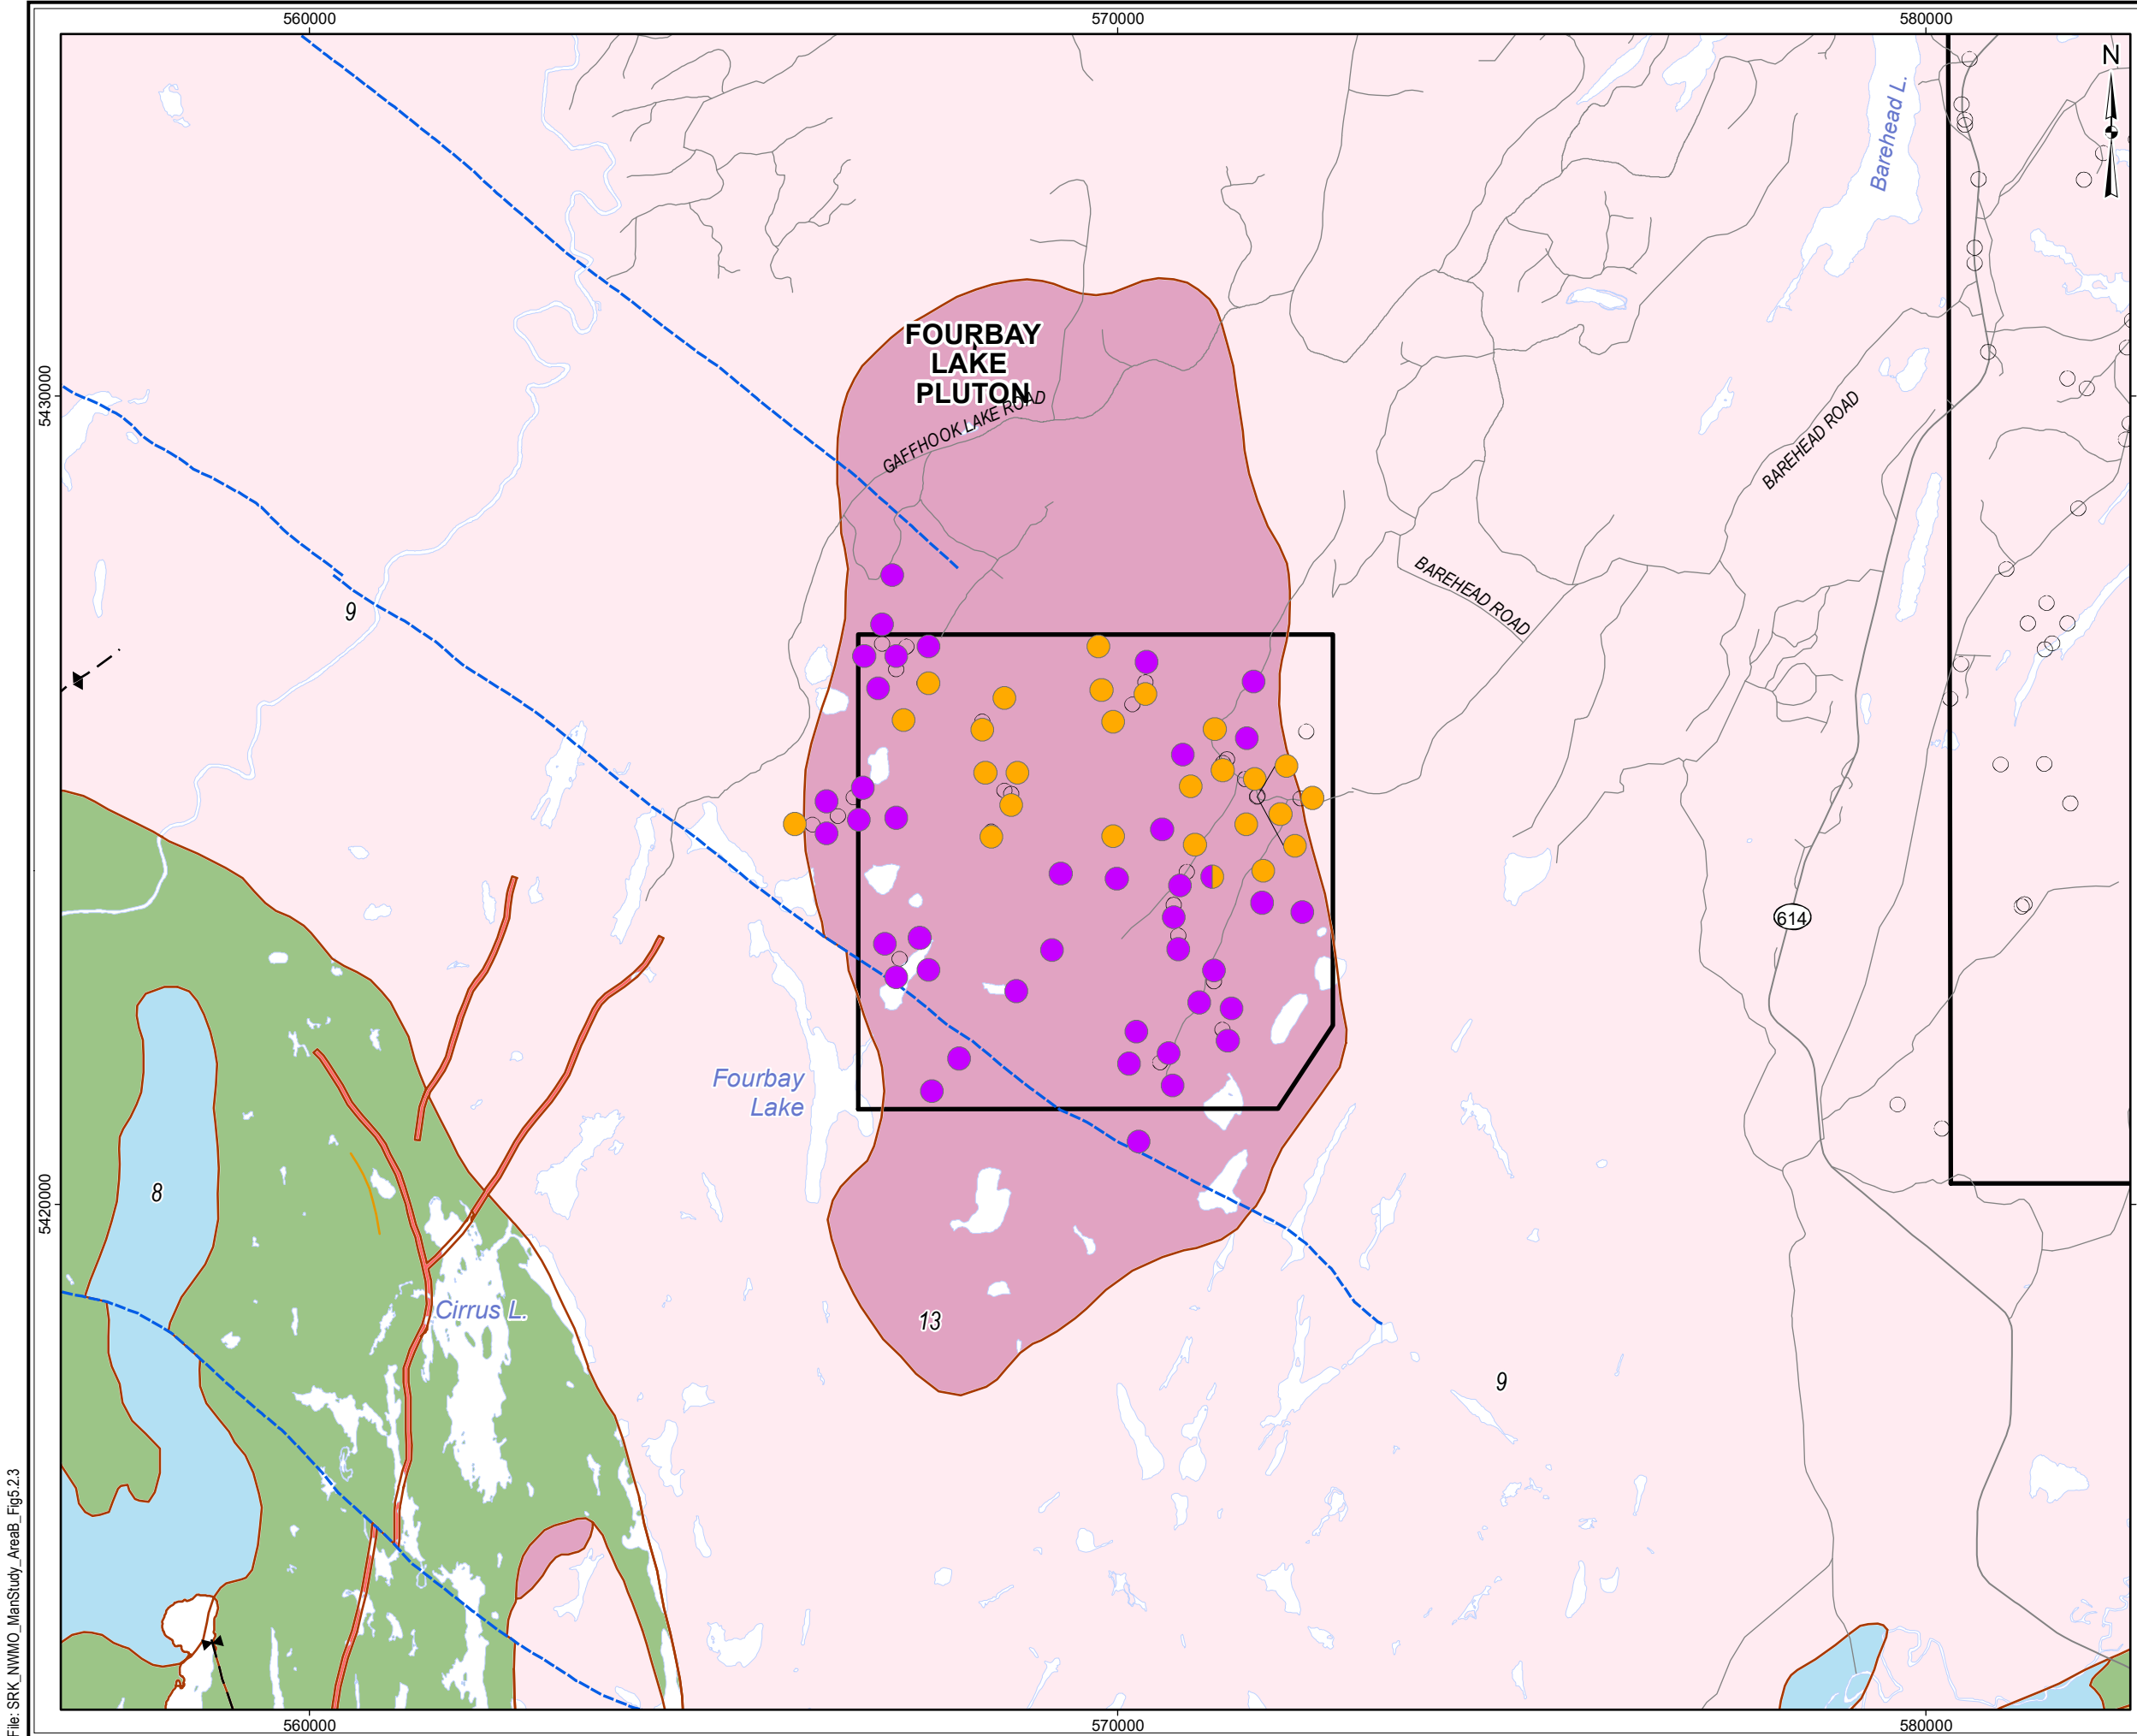 560000
570000
580000
N
Barehead L.
FOURBAY
LAKE
PLUTON
5430000
GAFFHOOK LAKE ROAD
BAREHEAD ROAD
BAREHEAD ROAD
9
614
Fourbay
Lake
8
5420000
Cirrus L.
13
9
File: SRK_NWMO_ManStudy_AreaB_Fig5.2.3
560000
570000
580000